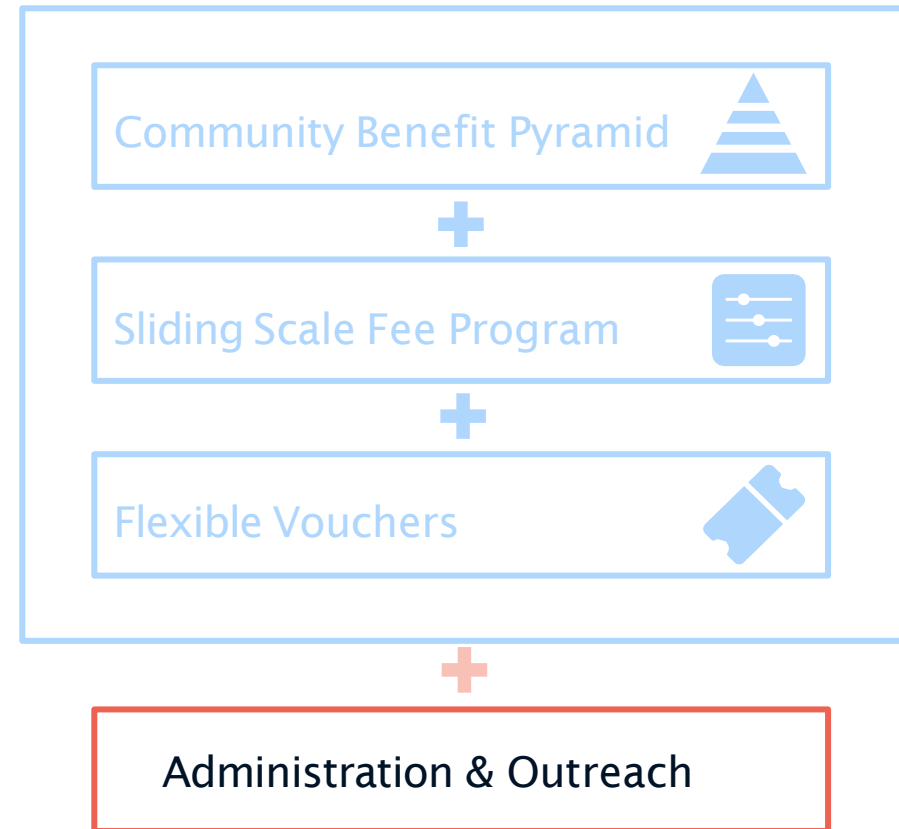 Community Benefit Pyramid
Sliding Scale Fee Program
Flexible Vouchers
Administration & Outreach